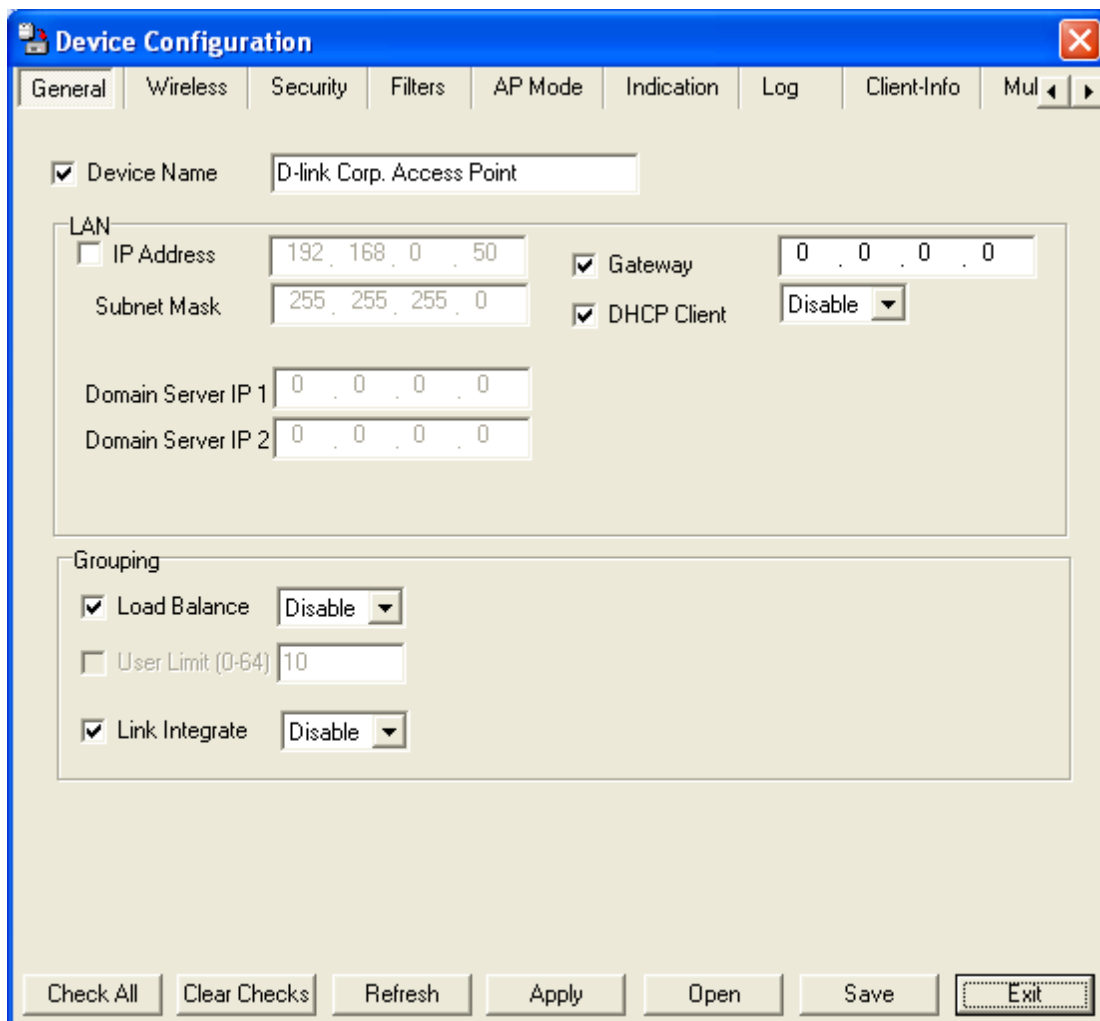 Device Configuration
General Wireless Security Filters AP Mode Indication Log Client-Info Mul
Device Name D-link Corp. Access Point
LAN
IP Address 192 . 168 . 0 . 50 Gateway 0 . 0 . 0 . 0
Subnet Mask 255 . 255 . 255 . 0 DHCP Client Disable
Domain Server IP 1 0 . 0 . 0 . 0
Domain Server IP 2 0 . 0 . 0 . 0
Grouping
Load Balance Disable
User Limit (0-64) 10
Link Integrate Disable
Check All Clear Checks Refresh Apply Open Save Exit